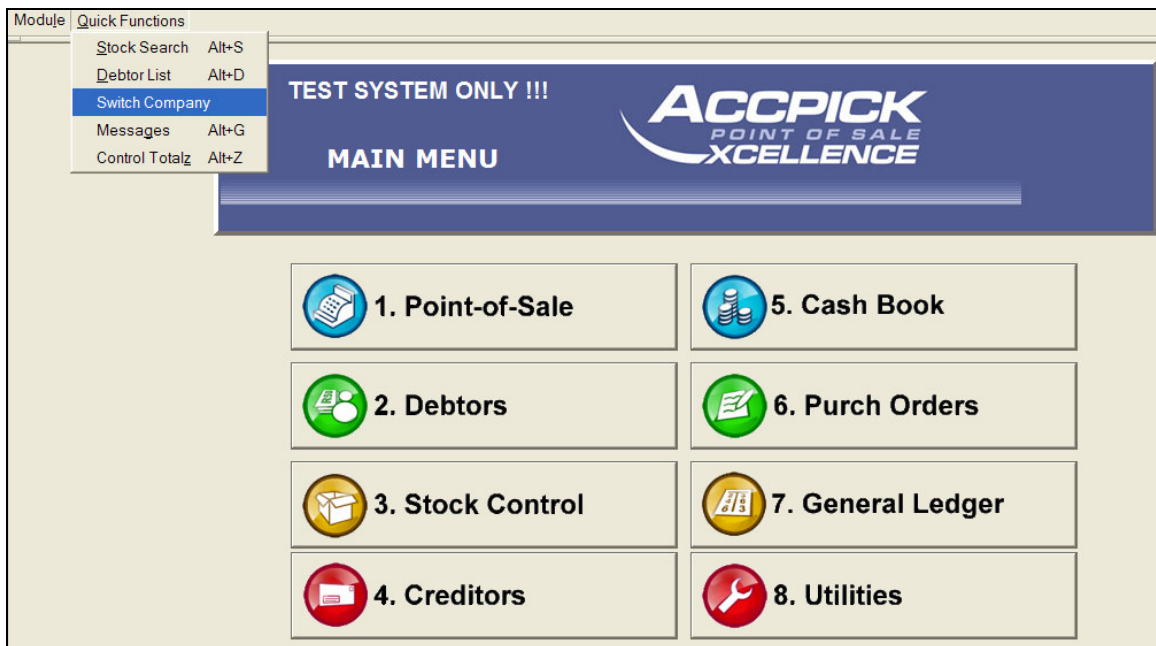 Module Quick Functions
Stock Search Alt+S
Debtor List Alt+D
Switch Company
Messages Alt+G
Control Totalz Alt+Z
TEST SYSTEM ONLY !!!
MAIN MENU
ACCPICK
POINT OF SALE
XCELLENCE
1. Point-of-Sale
5. Cash Book
2. Debtors
6. Purch Orders
3. Stock Control
7. General Ledger
4. Creditors
8. Utilities